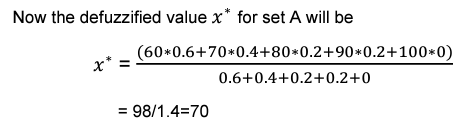 Now the defuzzified value x* for set A will be
x* = (60∗0.6+70∗0.4+80∗0.2+90∗0.2+100∗0) / 0.6+0.4+0.2+0.2+0
= 98/1.4=70